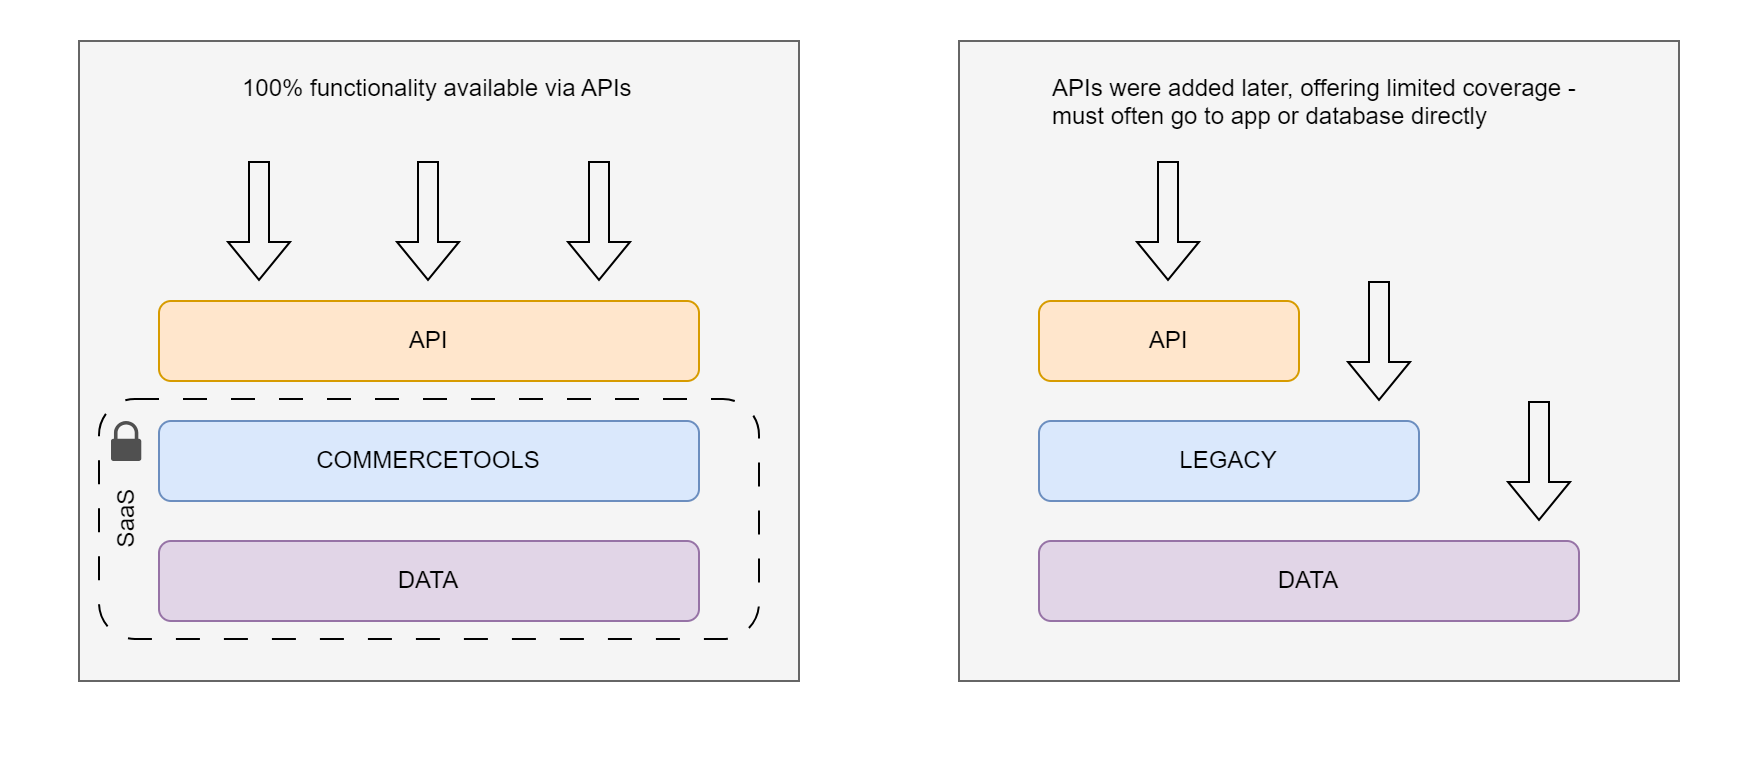 100% functionality available via APIs
API
COMMERCETOOLS
SaaS
DATA
APIs were added later, offering limited coverage -
must often go to app or database directly
API
LEGACY
DATA